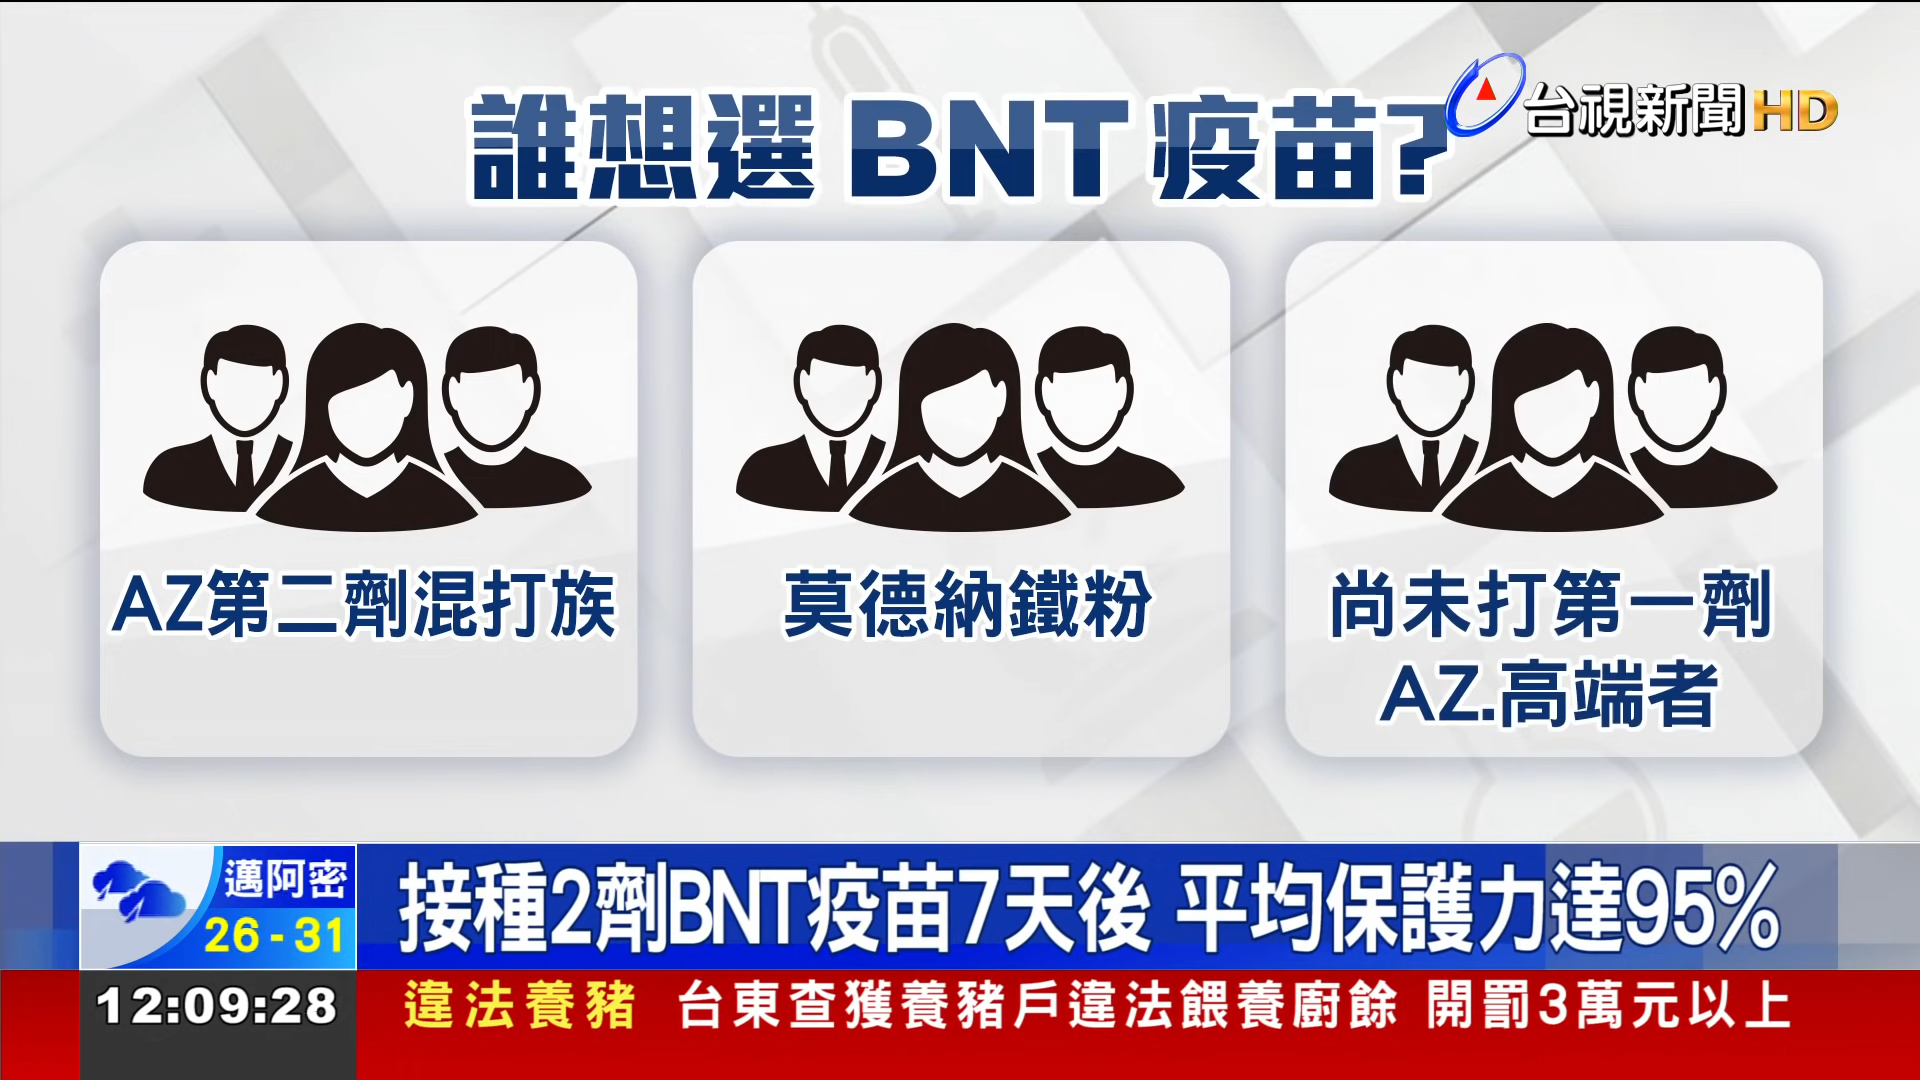 誰想選 BNT 疫苗?
台視新聞HD
AZ第二劑混打族
莫德納鐵粉
尚未打第一劑
AZ.高端者
邁阿密
26-31
接種2劑BNT疫苗7天後 平均保護力達95%
12:09:28
違法養豬 台東查獲養豬戶違法餵養廚餘 開罰3萬元以上